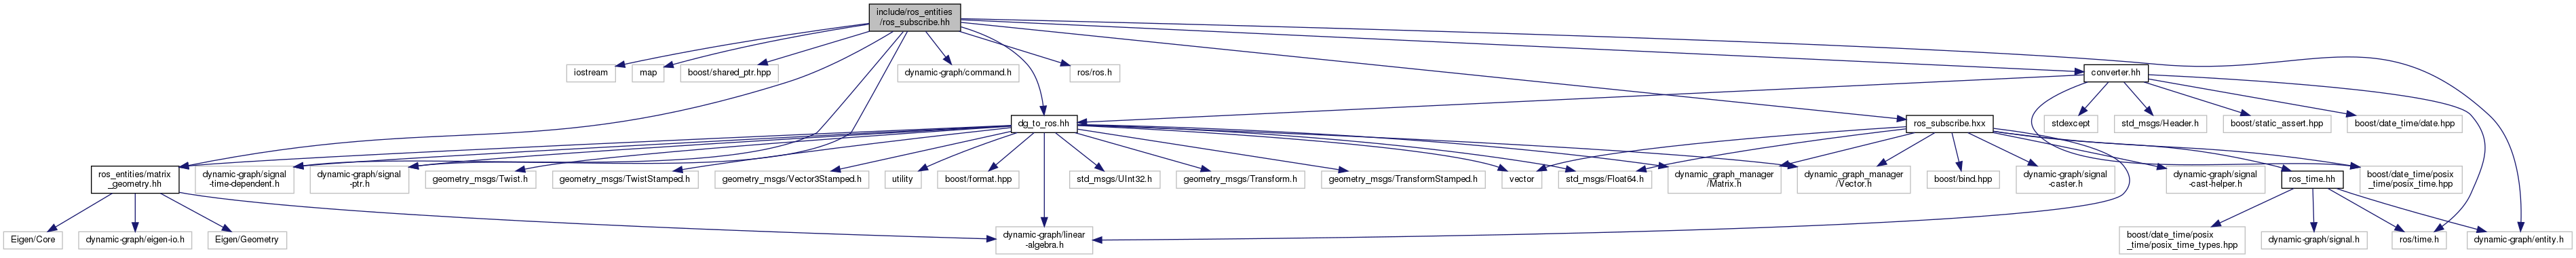 include/ros_entities
/ros_subscribe.hh
iostream
map
boost/shared_ptr.hpp
dynamic-graph/command.h
ros/ros.h
converter.hh
dg_to_ros.hh
ros_subscribe.hxx
stdexcept
std_msgs/Header.h
boost/static_assert.hpp
boost/date_time/date.hpp
ros_entities/matrix
_geometry.hh
dynamic-graph/signal
-time-dependent.h
dynamic-graph/signal
-ptr.h
geometry_msgs/Twist.h
geometry_msgs/TwistStamped.h
geometry_msgs/Vector3Stamped.h
utility
boost/format.hpp
std_msgs/UInt32.h
geometry_msgs/Transform.h
geometry_msgs/TransformStamped.h
vector
std_msgs/Float64.h
dynamic_graph_manager
/Matrix.h
dynamic_graph_manager
/Vector.h
boost/bind.hpp
dynamic-graph/signal
-caster.h
dynamic-graph/signal
-cast-helper.h
ros_time.hh
boost/date_time/posix
_time/posix_time.hpp
Eigen/Core
dynamic-graph/eigen-io.h
Eigen/Geometry
dynamic-graph/linear
-algebra.h
boost/date_time/posix
_time/posix_time_types.hpp
dynamic-graph/signal.h
ros/time.h
dynamic-graph/entity.h